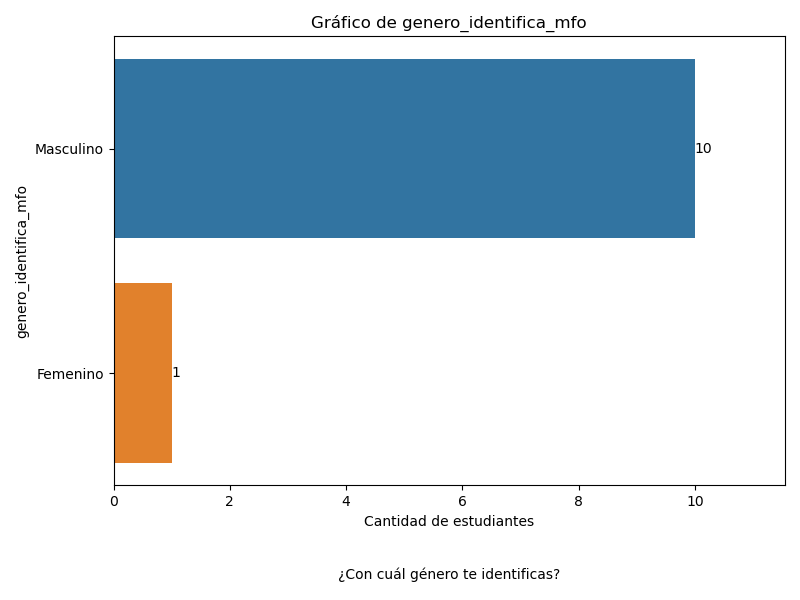 Gráfico de genero_identifica_mfo
Masculino
10
genero_identifica_mfo
Femenino
1
0 2 4 6 8 10
Cantidad de estudiantes
¿Con cuál género te identificas?